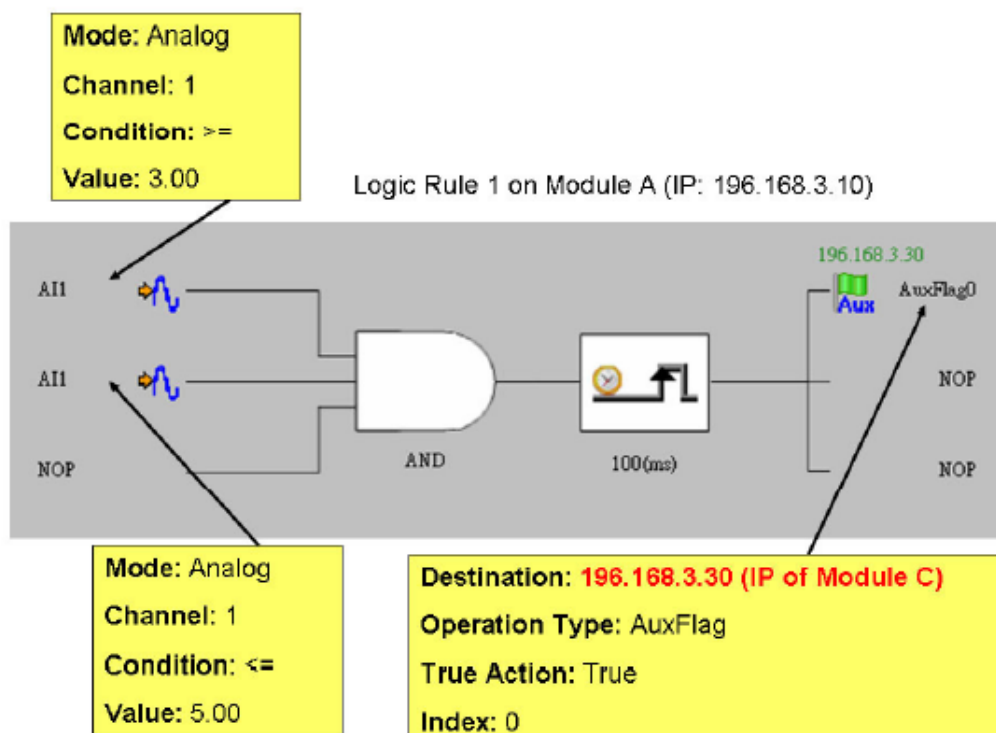 Mode: Analog
Channel: 1
Condition: >=
Value: 3.00
Logic Rule 1 on Module A (IP: 196.168.3.10)
196.168.3.30
AI1
Aux
AuxFlag0
AI1
NOP
NOP
AND
100(ms)
NOP
Mode: Analog
Channel: 1
Condition: <=
Value: 5.00
Destination: 196.168.3.30 (IP of Module C)
Operation Type: AuxFlag
True Action: True
Index: 0